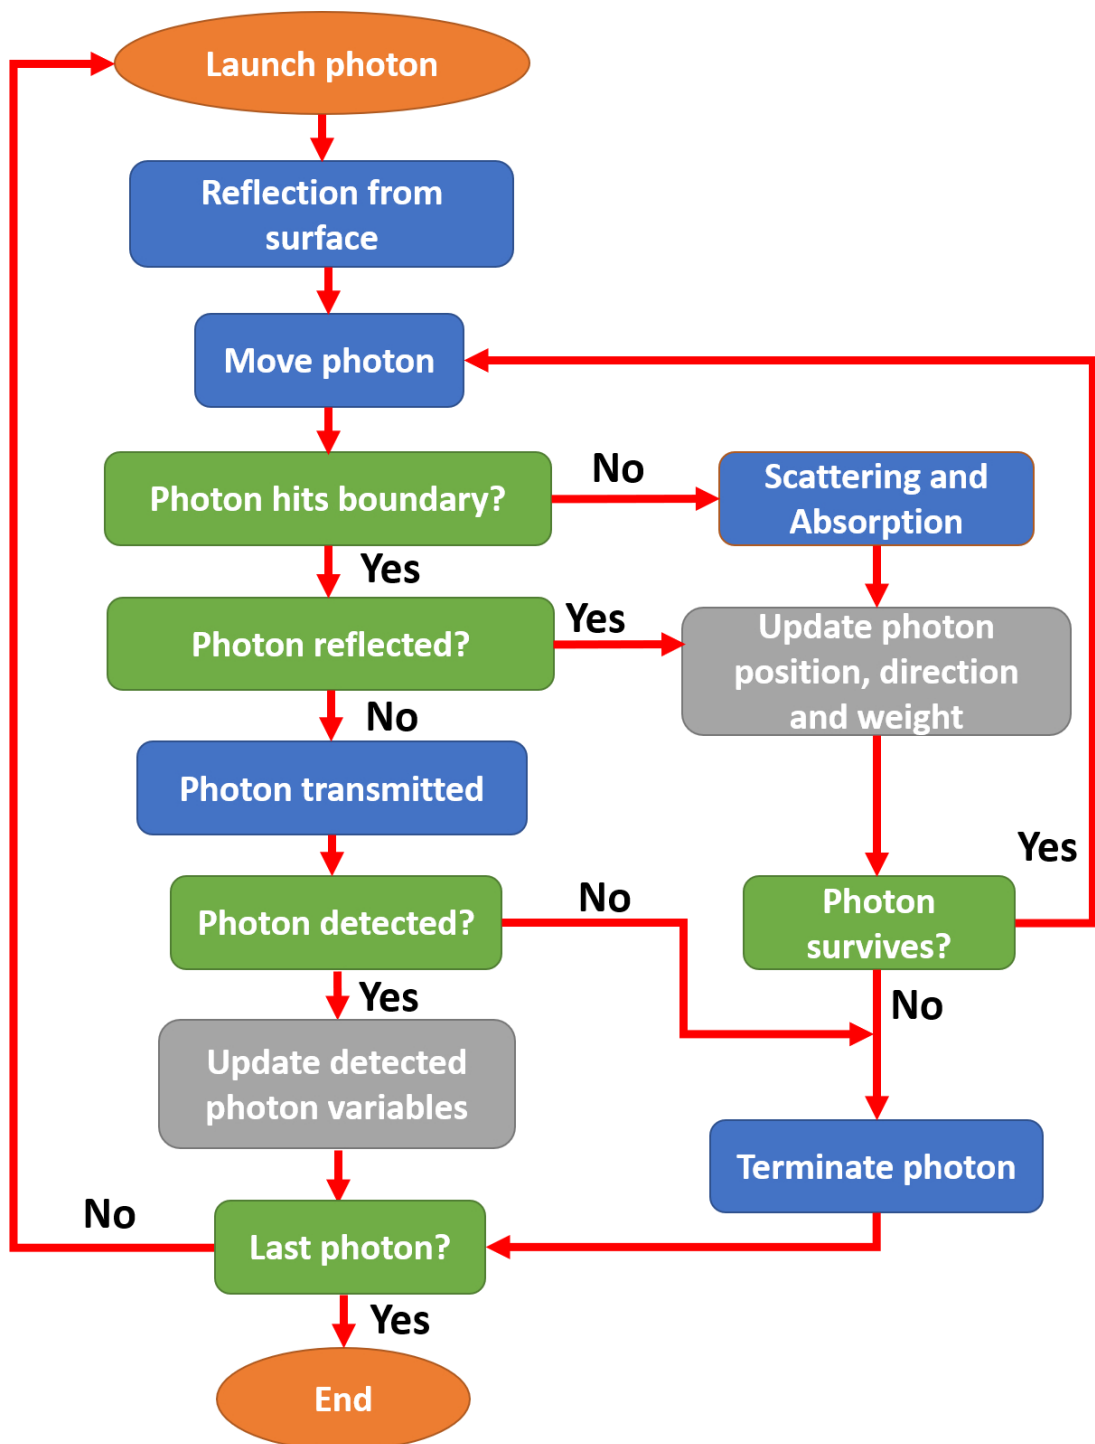 Launch photon
Reflection from
surface
Move photon
Photon hits boundary?
No
Scattering and
Absorption
Yes
Photon reflected?
Yes
Update photon
position, direction
and weight
No
Photon transmitted
Photon detected?
No
Photon
survives?
Yes
Yes
No
Update detected
photon variables
Terminate photon
No
Last photon?
Yes
End